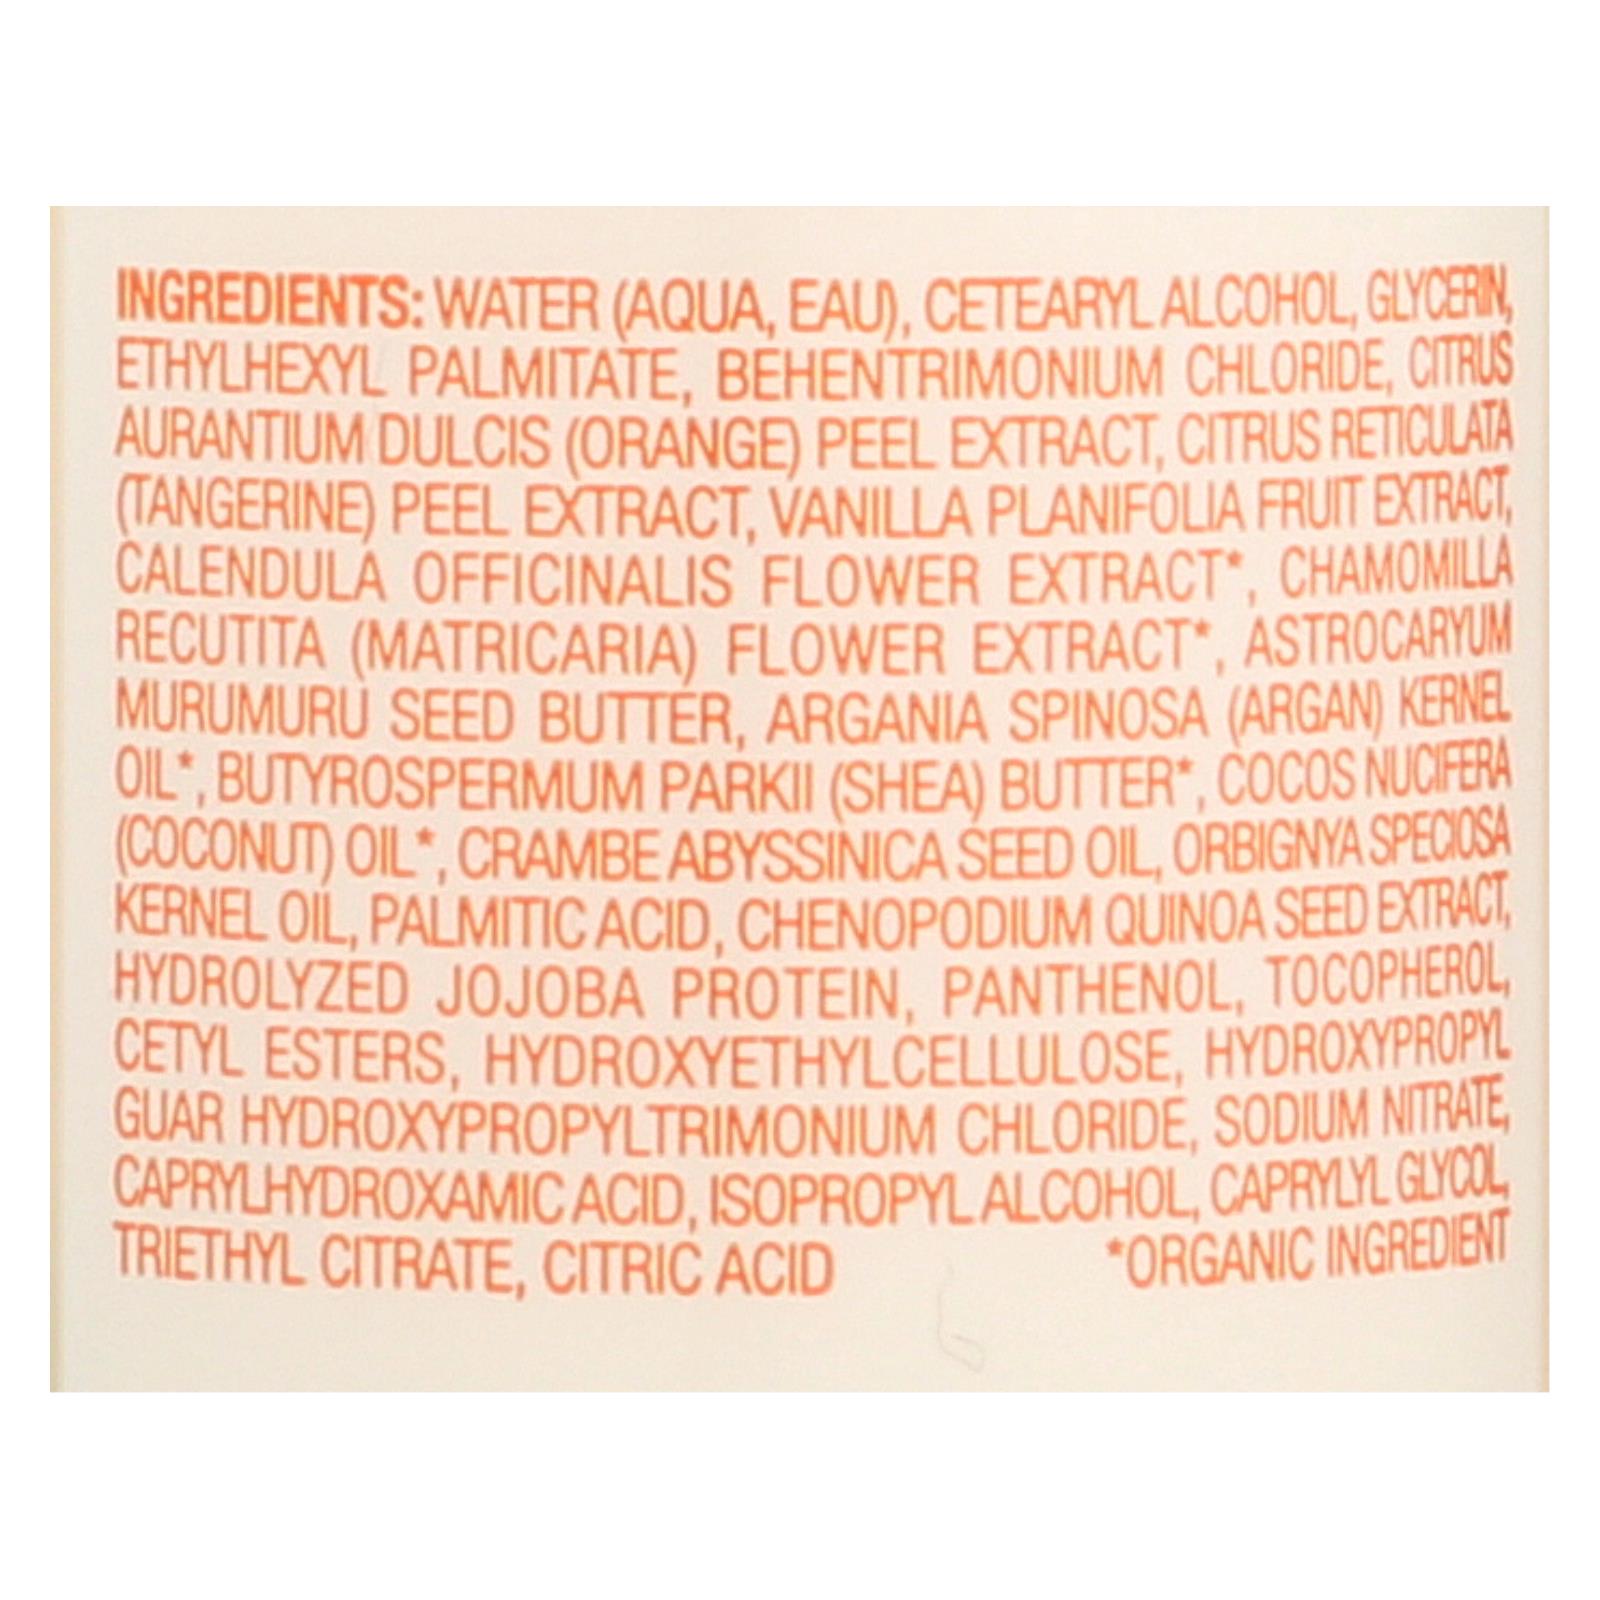 INGREDIENTS: WATER (AQUA, EAU), CETEARYL ALCOHOL, GLYCERIN,
ETHYLHEXYL PALMITATE, BEHENTRIMONIUM CHLORIDE, CITRUS
AURANTIUM DULCIS (ORANGE) PEEL EXTRACT, CITRUS RETICULATA
(TANGERINE) PEEL EXTRACT, VANILLA PLANIFOLIA FRUIT EXTRACT,
CALENDULA OFFICINALIS FLOWER EXTRACT*, CHAMOMILLA
RECUTITA (MATRICARIA) FLOWER EXTRACT*, ASTROCARYUM
MURUMURU SEED BUTTER, ARGANIA SPINOSA (ARGAN) KERNEL
OIL*, BUTYROSPERMUM PARKII (SHEA) BUTTER*, COCOS NUCIFERA
(COCONUT) OIL*, CRAMBE ABYSSINICA SEED OIL, ORBIGNYA SPECIOSA
KERNEL OIL, PALMITIC ACID, CHENOPODIUM QUINOA SEED EXTRACT,
HYDROLYZED JOJOBA PROTEIN, PANTHENOL, TOCOPHEROL,
CETYL ESTERS, HYDROXYETHYLCELLULOSE, HYDROXYPROPYL
GUAR HYDROXYPROPYLTRIMONIUM CHLORIDE, SODIUM NITRATE,
CAPRYLHYDROXAMIC ACID, ISOPROPYL ALCOHOL, CAPRYLYL GLYCOL,
TRIETHYL CITRATE, CITRIC ACID *ORGANIC INGREDIENT